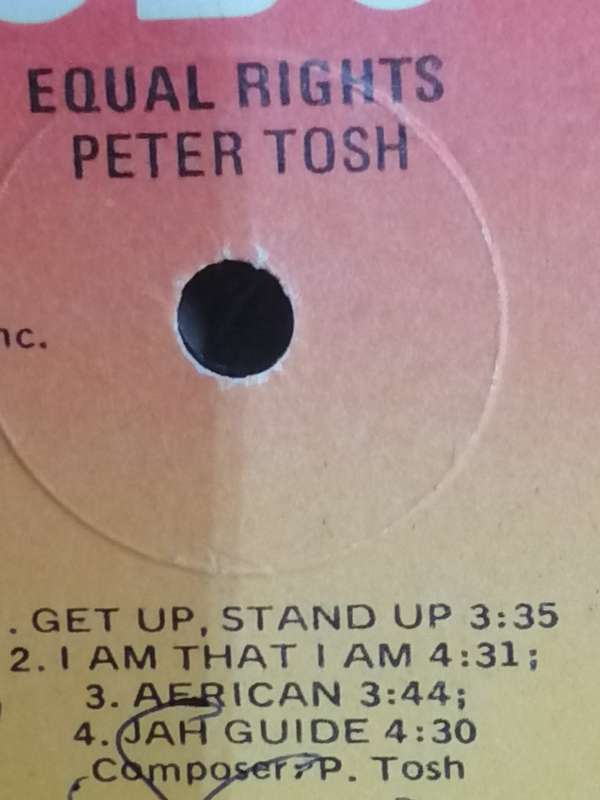 EQUAL RIGHTS
PETER TOSH
nc.
. GET UP, STAND UP 3:35
2. I AM THAT I AM 4:31;
3. AFRICAN 3:44;
4. JAH GUIDE 4:30
Composer: P. Tosh